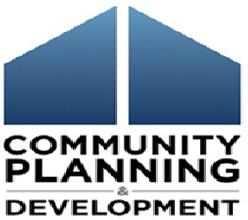 COMMUNITY
PLANNING
&
DEVELOPMENT